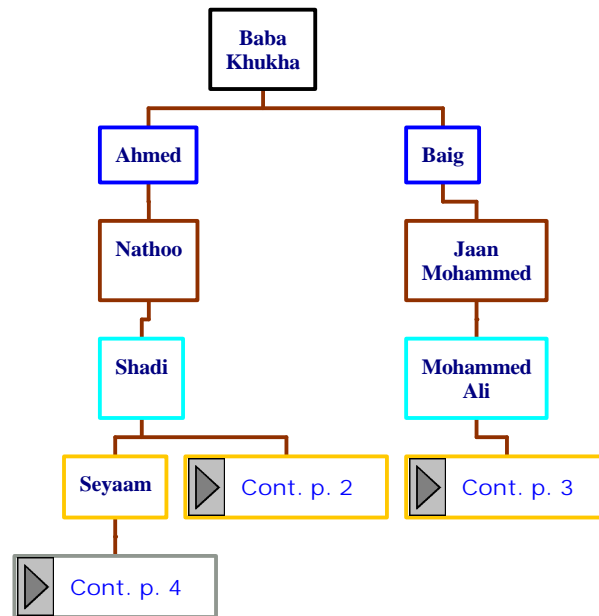 Baba
Khukha
Ahmed
Baig
Nathoo
Jaan
Mohammed
Shadi
Mohammed
Ali
Seyaam
Cont. p. 2
Cont. p. 3
Cont. p. 4